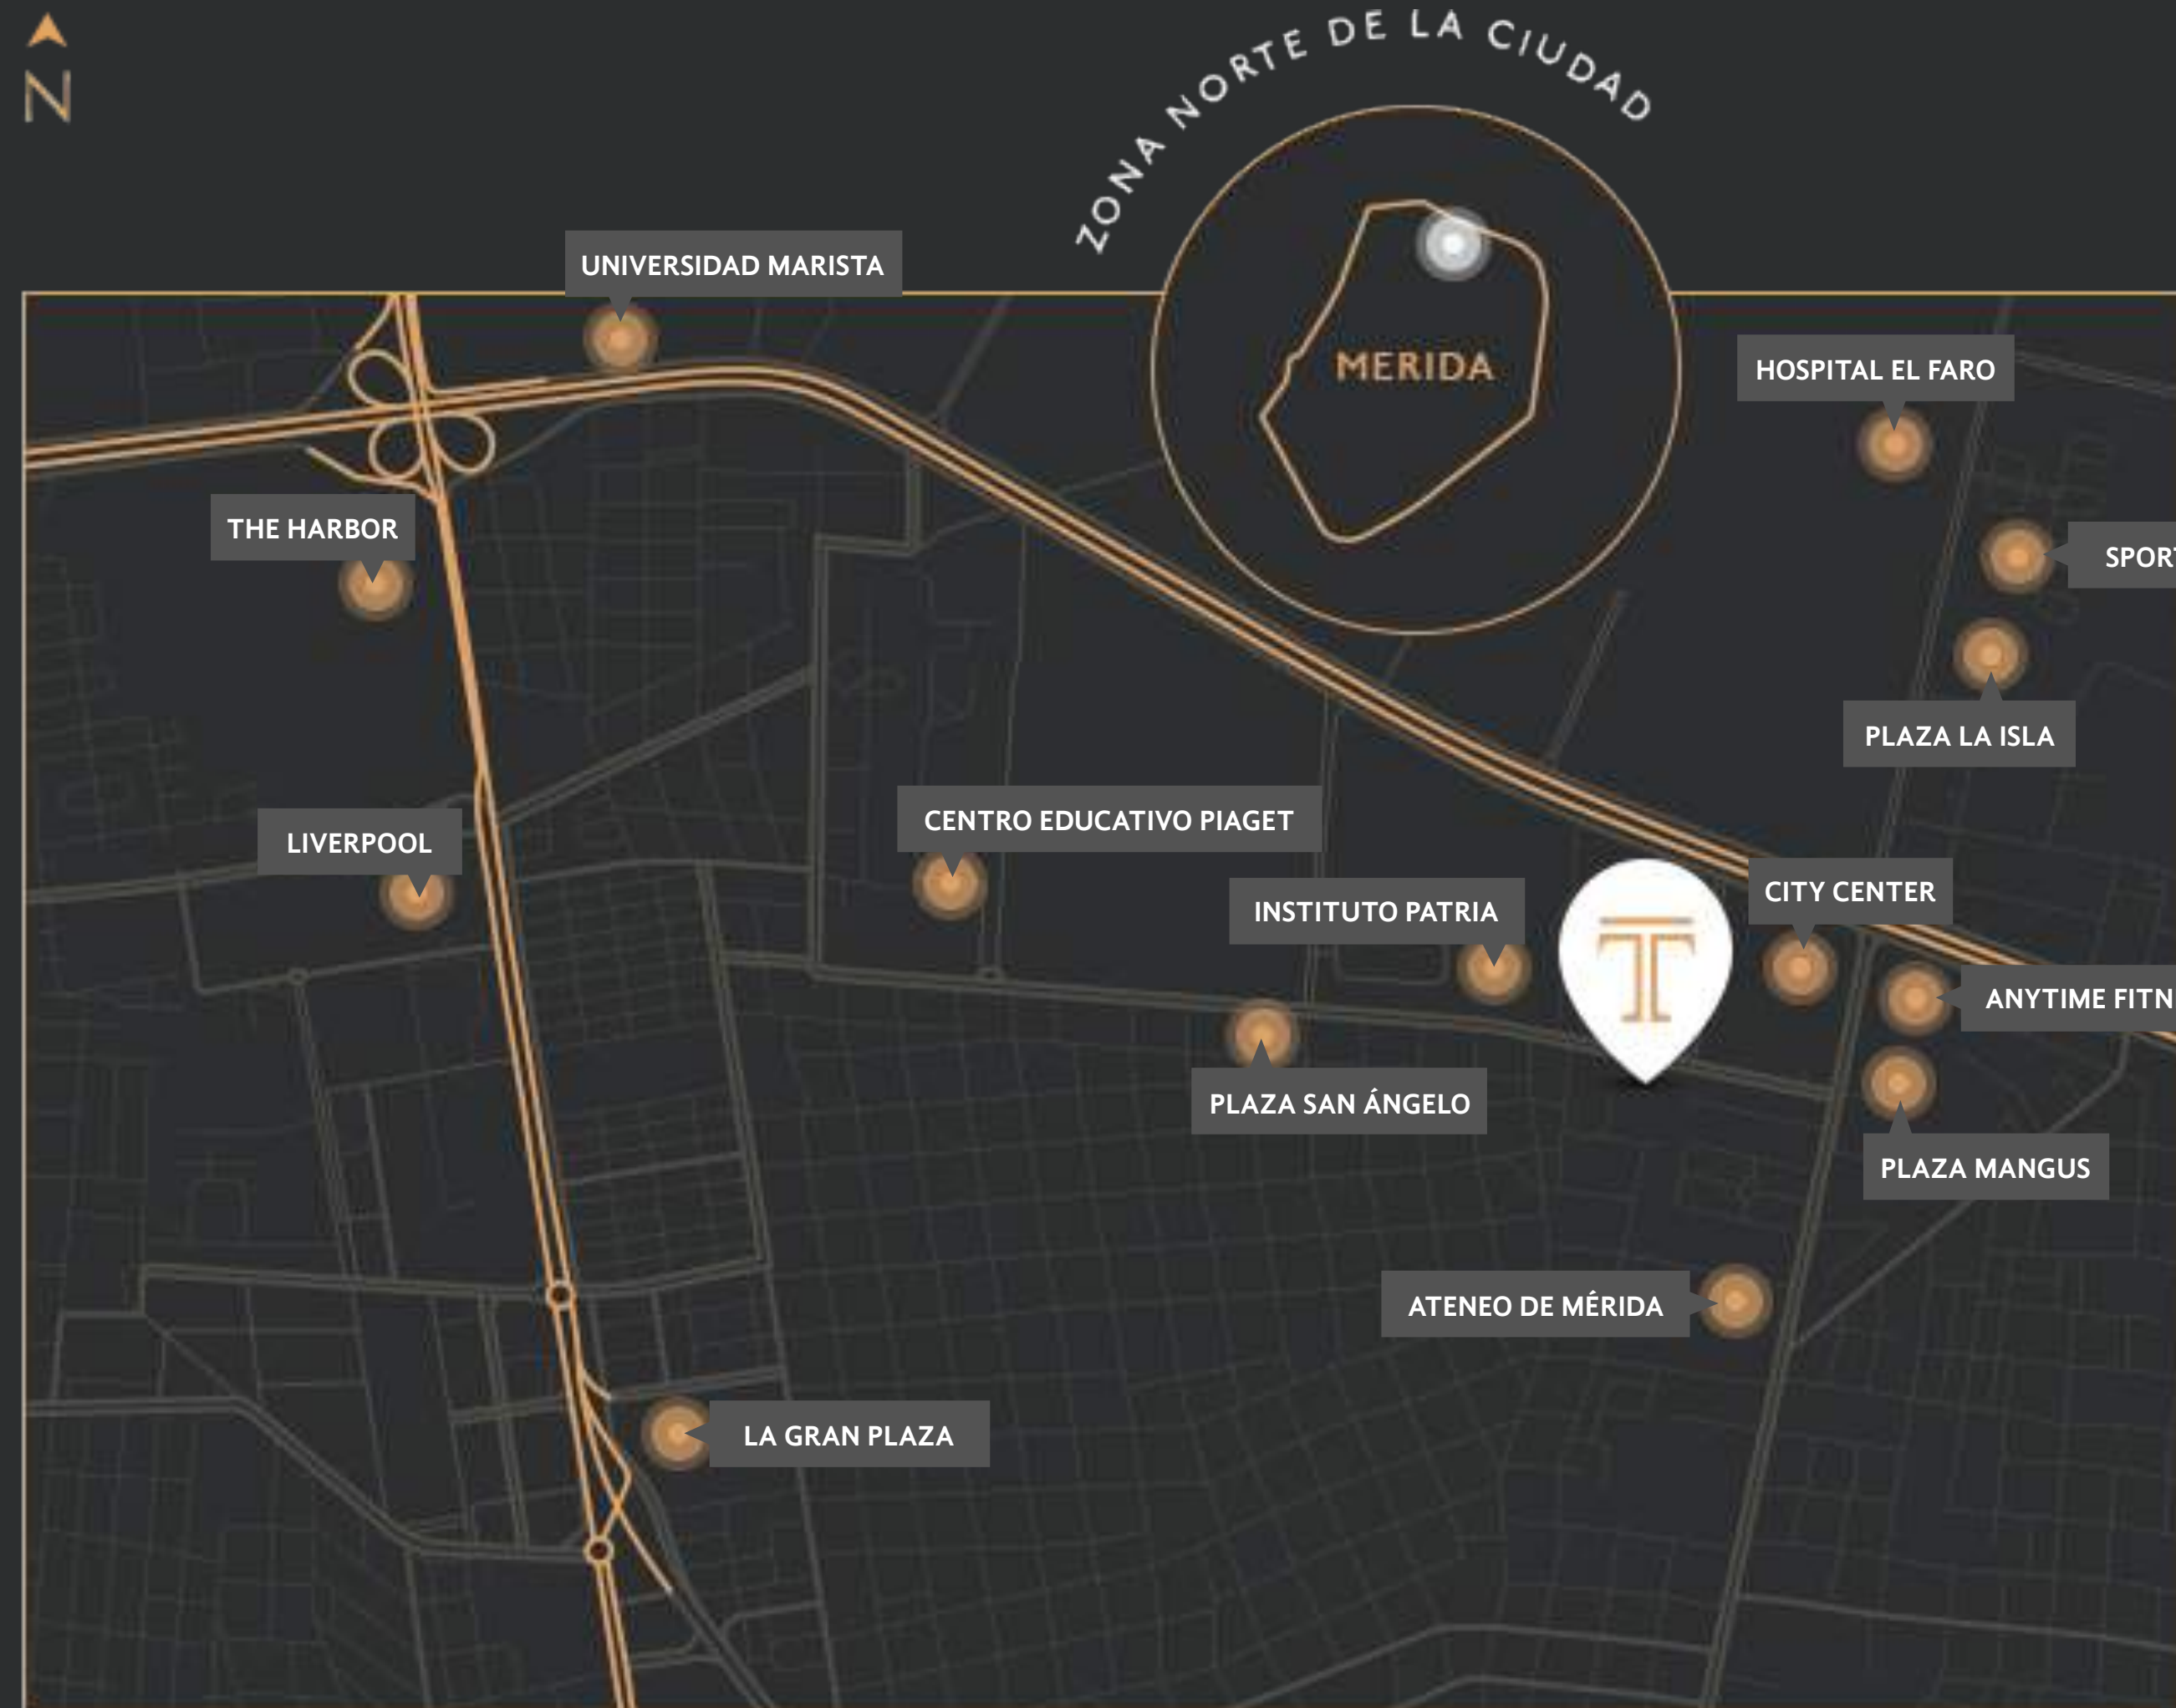 N
ZONA NORTE DE LA CIUDAD
UNIVERSIDAD MARISTA
MERIDA
HOSPITAL EL FARO
THE HARBOR
PLAZA LA ISLA
CENTRO EDUCATIVO PIAGET
LIVERPOOL
INSTITUTO PATRIA
CITY CENTER
T
ANYTIME
PLAZA SAN ÁNGELO
PLAZA MANGUS
ATENEO DE MÉRIDA
LA GRAN PLAZA